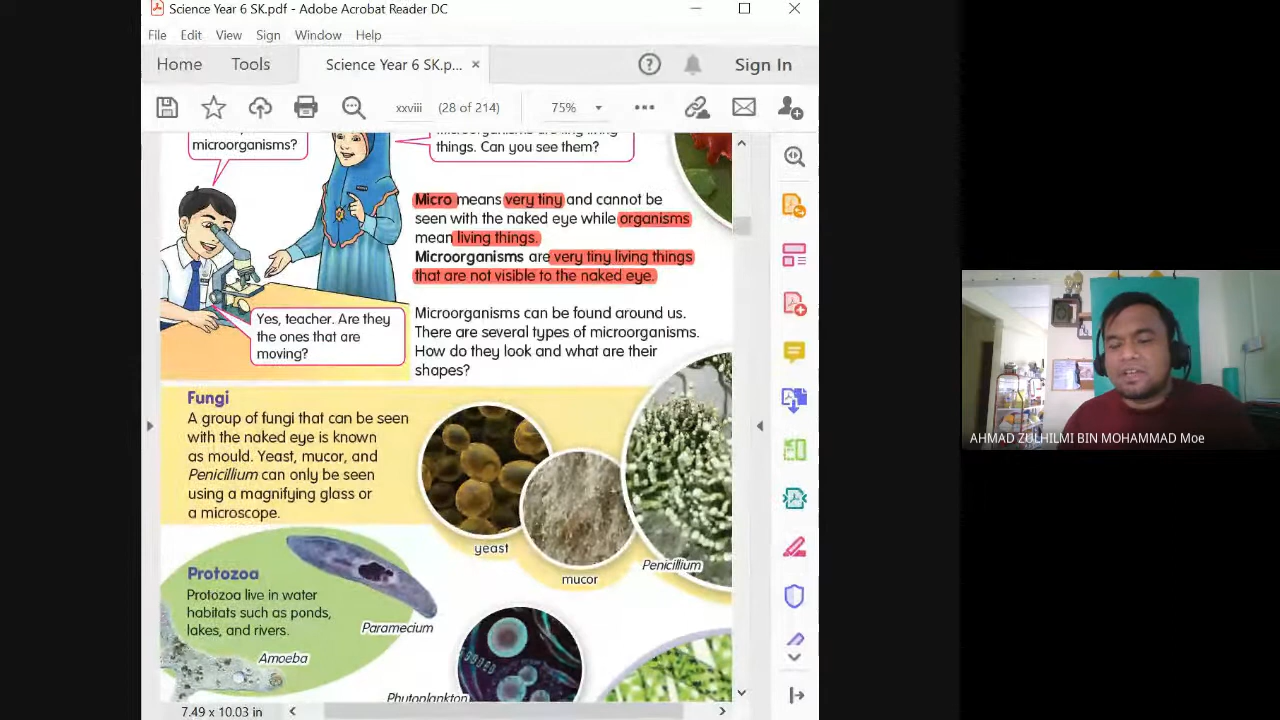 Science Year 6 SK.pdf - Adobe Acrobat Reader DC
File Edit View Sign Window Help
Home Tools Science Year 6 SK.p... × Sign In
xxviii (28 of 214) 75%
microorganisms?
things. Can you see them?
Micro means very tiny and cannot be
seen with the naked eye while organisms
mean living things.
Microorganisms are very tiny living things
that are not visible to the naked eye.
Yes, teacher. Are they
the ones that are
moving?
Microorganisms can be found around us.
There are several types of microorganisms.
How do they look and what are their
shapes?
Fungi
A group of fungi that can be seen
with the naked eye is known
as mould. Yeast, mucor, and
Penicillium can only be seen
using a magnifying glass or
a microscope.
yeast
mucor
Penicillium
Protozoa
Protozoa live in water
habitats such as ponds,
lakes, and rivers.
Paramecium
Amoeba
Phytoplankton
7.49 x 10.03 in
AHMAD ZULHILMI BIN MOHAMMAD Moe